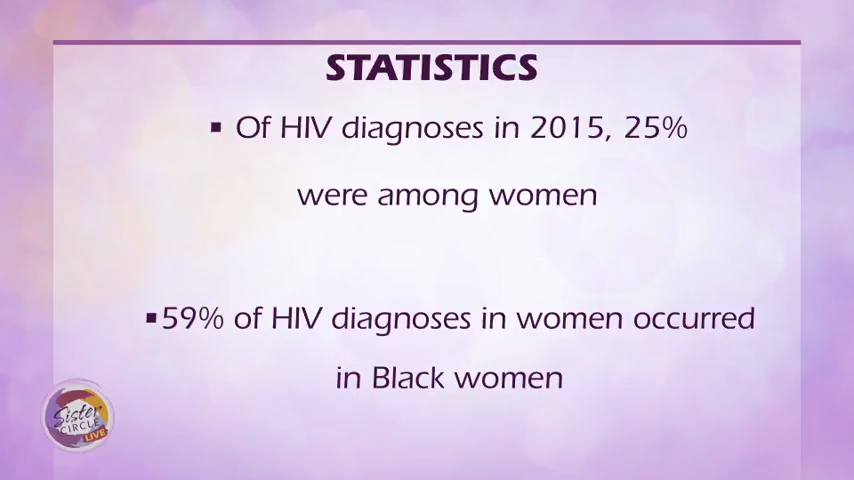 STATISTICS
▪ Of HIV diagnoses in 2015, 25%
were among women
▪59% of HIV diagnoses in women occurred
in Black women
Sister
CIRCLE
LIVE